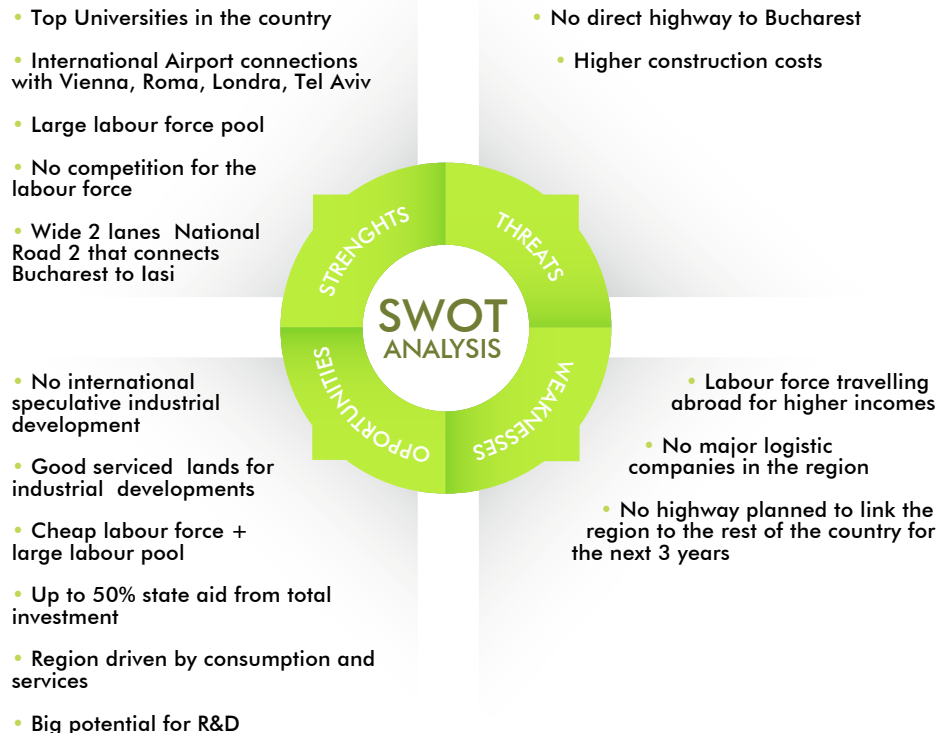 • Top Universities in the country
• International Airport connections
with Vienna, Roma, Londra, Tel Aviv
• Large labour force pool
• No competition for the
labour force
• Wide 2 lanes National
Road 2 that connects
Bucharest to Iasi
• No direct highway to Bucharest
• Higher construction costs
STRENGHTS
THREATS
SWOT
ANALYSIS
OPPORTUNITIES
WEAKNESSES
• No international
speculative industrial
development
• Good serviced lands for
industrial developments
• Cheap labour force +
large labour pool
• Up to 50% state aid from total
investment
• Region driven by consumption and
services
• Big potential for R&D
• Labour force travelling
abroad for higher incomes
• No major logistic
companies in the region
• No highway planned to link the
region to the rest of the country for
the next 3 years